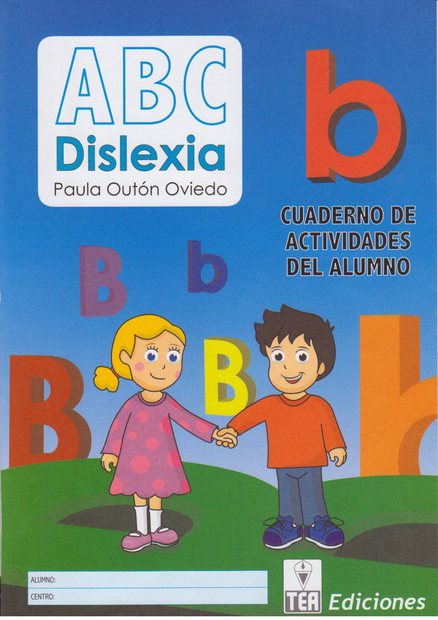 ABC
Dislexia
Paula Outón Oviedo
b
CUADERNO DE
ACTIVIDADES
DEL ALUMNO
B
b
B
B
b
ALUMNO:
CENTRO:
TEA Ediciones